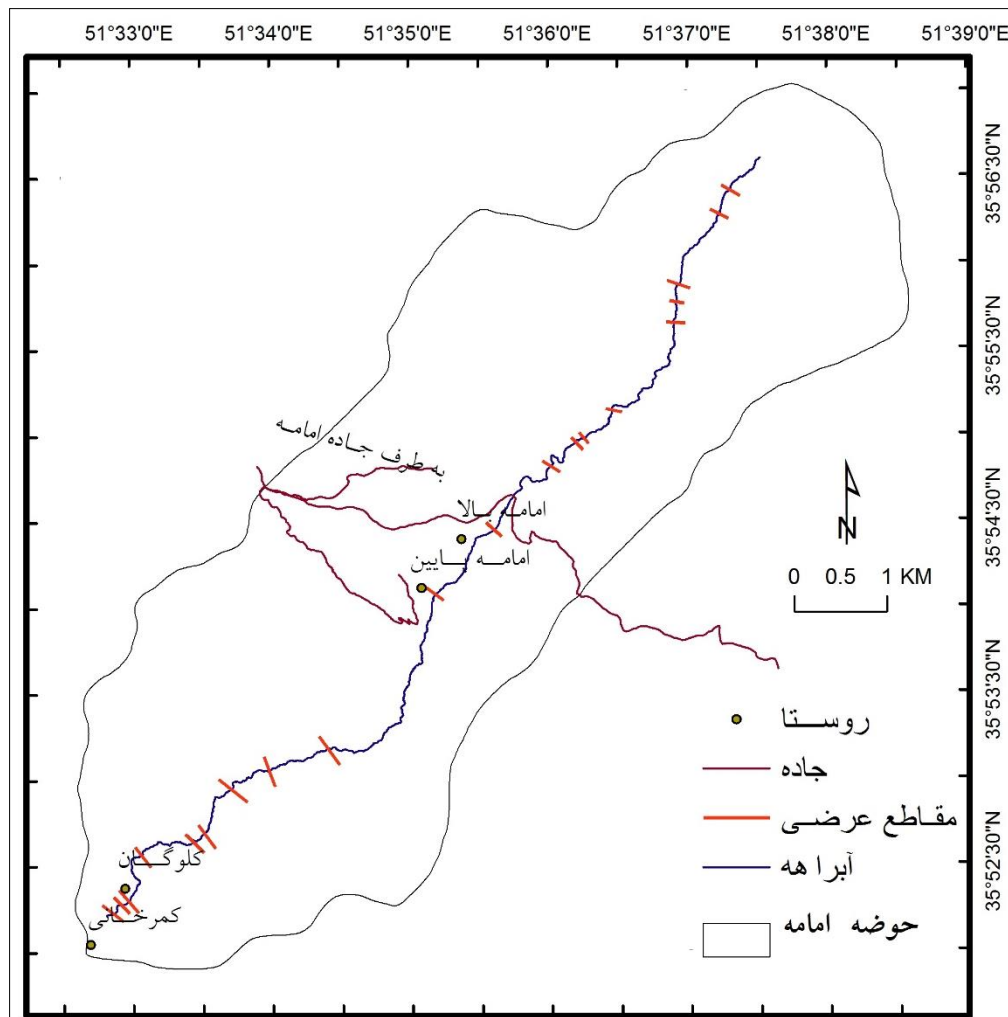 51°33'0"E 51°34'0"E 51°35'0"E 51°36'0"E 51°37'0"E 51°38'0"E 51°39'0"E
35°56'30"N
35°55'30"N
35°54'30"N
35°53'30"N
35°52'30"N
به طرف جاده امامه
امامه بالا
امامه پایین
کلوگان
کمرخانی
N
0 0.5 1 KM
روستا
جاده
مقاطع عرضی
آبراهه
حوضه امامه